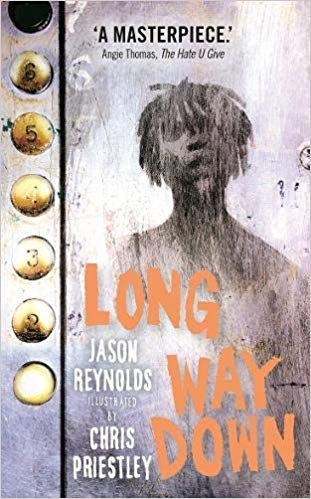 'A MASTERPIECE.'
Angie Thomas, The Hate U Give
6
5
4
3
2
LONG
WAY
DOWN
JASON
REYNOLDS
ILLUSTRATED
BY
CHRIS
PRIESTLEY